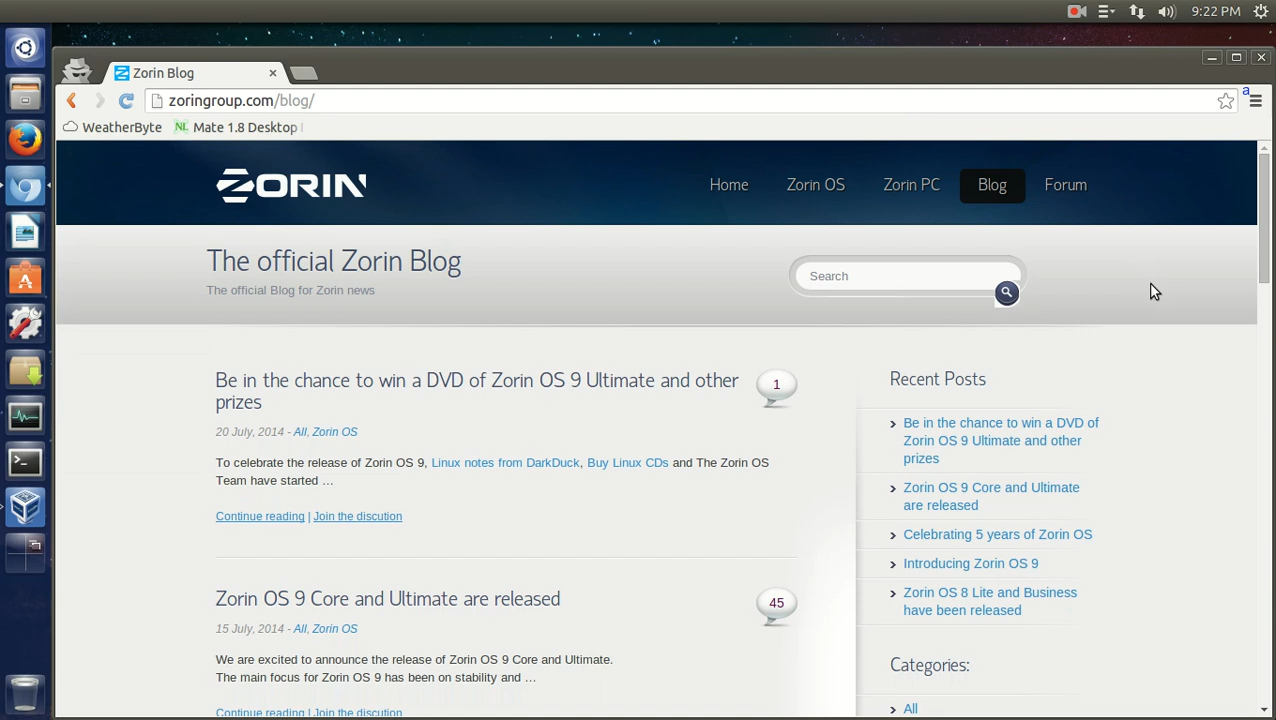 9:22 PM
Zorin Blog
zoringroup.com/blog/
a
WeatherByte
Mate 1.8 Desktop
ZORIN
Home
Zorin OS
Zorin PC
Blog
Forum
The official Zorin Blog
The official Blog for Zorin news
Search
Be in the chance to win a DVD of Zorin OS 9 Ultimate and other
prizes
1
20 July, 2014 - All, Zorin OS
To celebrate the release of Zorin OS 9, Linux notes from DarkDuck, Buy Linux CDs and The Zorin OS
Team have started …
Continue reading | Join the discution
Zorin OS 9 Core and Ultimate are released
45
15 July, 2014 - All, Zorin OS
We are excited to announce the release of Zorin OS 9 Core and Ultimate.
The main focus for Zorin OS 9 has been on stability and …
Continue reading | Join the discution
Recent Posts
Be in the chance to win a DVD of
Zorin OS 9 Ultimate and other
prizes
Zorin OS 9 Core and Ultimate
are released
Celebrating 5 years of Zorin OS
Introducing Zorin OS 9
Zorin OS 8 Lite and Business
have been released
Categories:
All